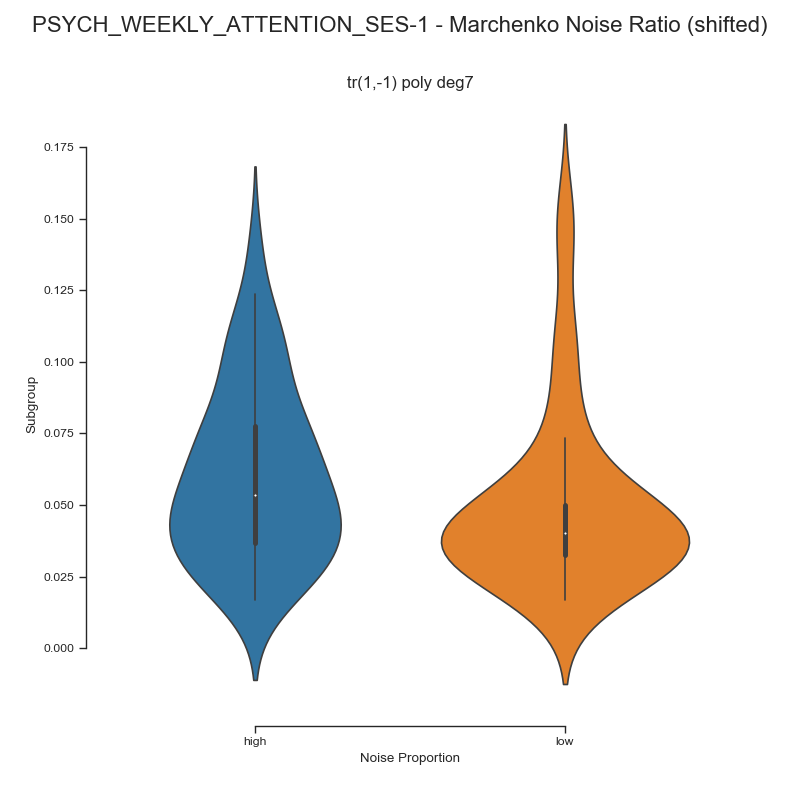 PSYCH_WEEKLY_ATTENTION_SES-1 - Marchenko Noise Ratio (shifted)
tr(1,-1) poly deg7
0.175
0.150
0.125
0.100
0.075
0.050
0.025
0.000
Subgroup
high
low
Noise Proportion